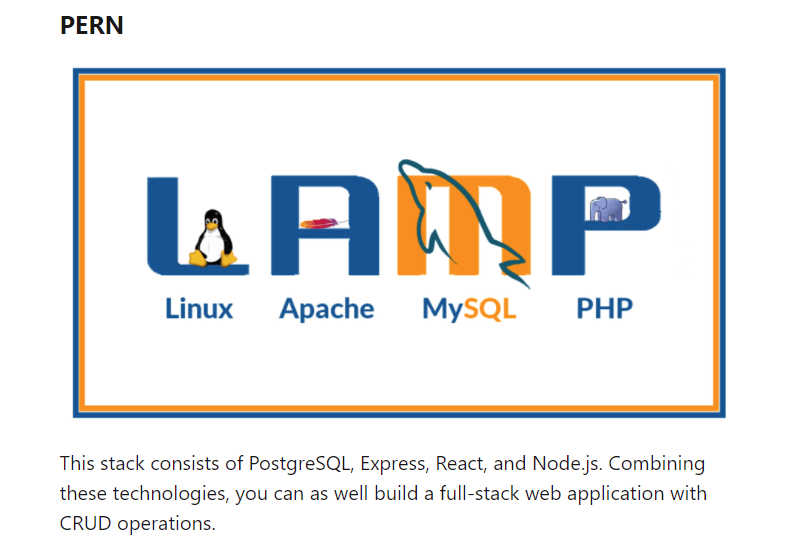 PERN
LAMP
Linux Apache MySQL PHP
This stack consists of PostgreSQL, Express, React, and Node.js. Combining
these technologies, you can as well build a full-stack web application with
CRUD operations.